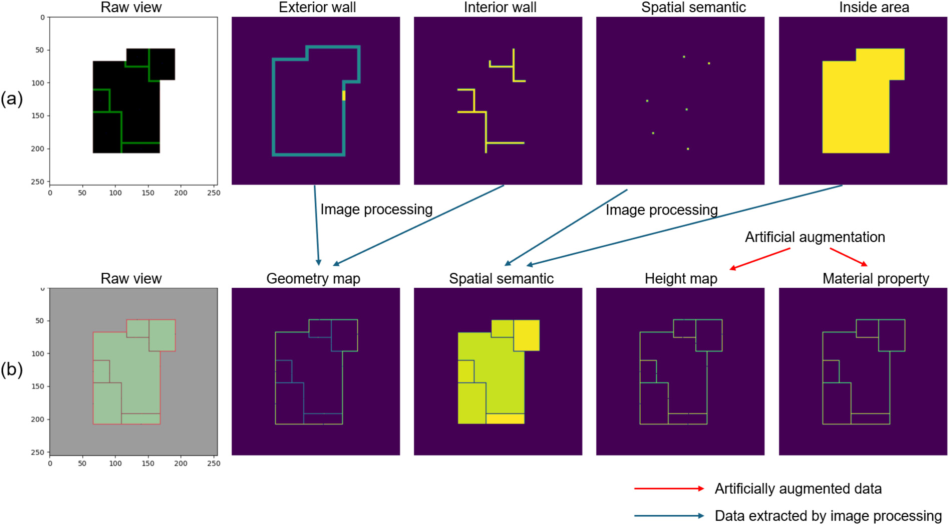 Raw view Exterior wall Interior wall Spatial semantic Inside area
0
50
100
150
200
250
0 50 100 150 200 250
(a)
Image processing Image processing
Artificial augmentation
Raw view Geometry map Spatial semantic Height map Material property
0
50
100
150
200
250
0 50 100 150 200 250
(b)
Artificially augmented data
Data extracted by image processing